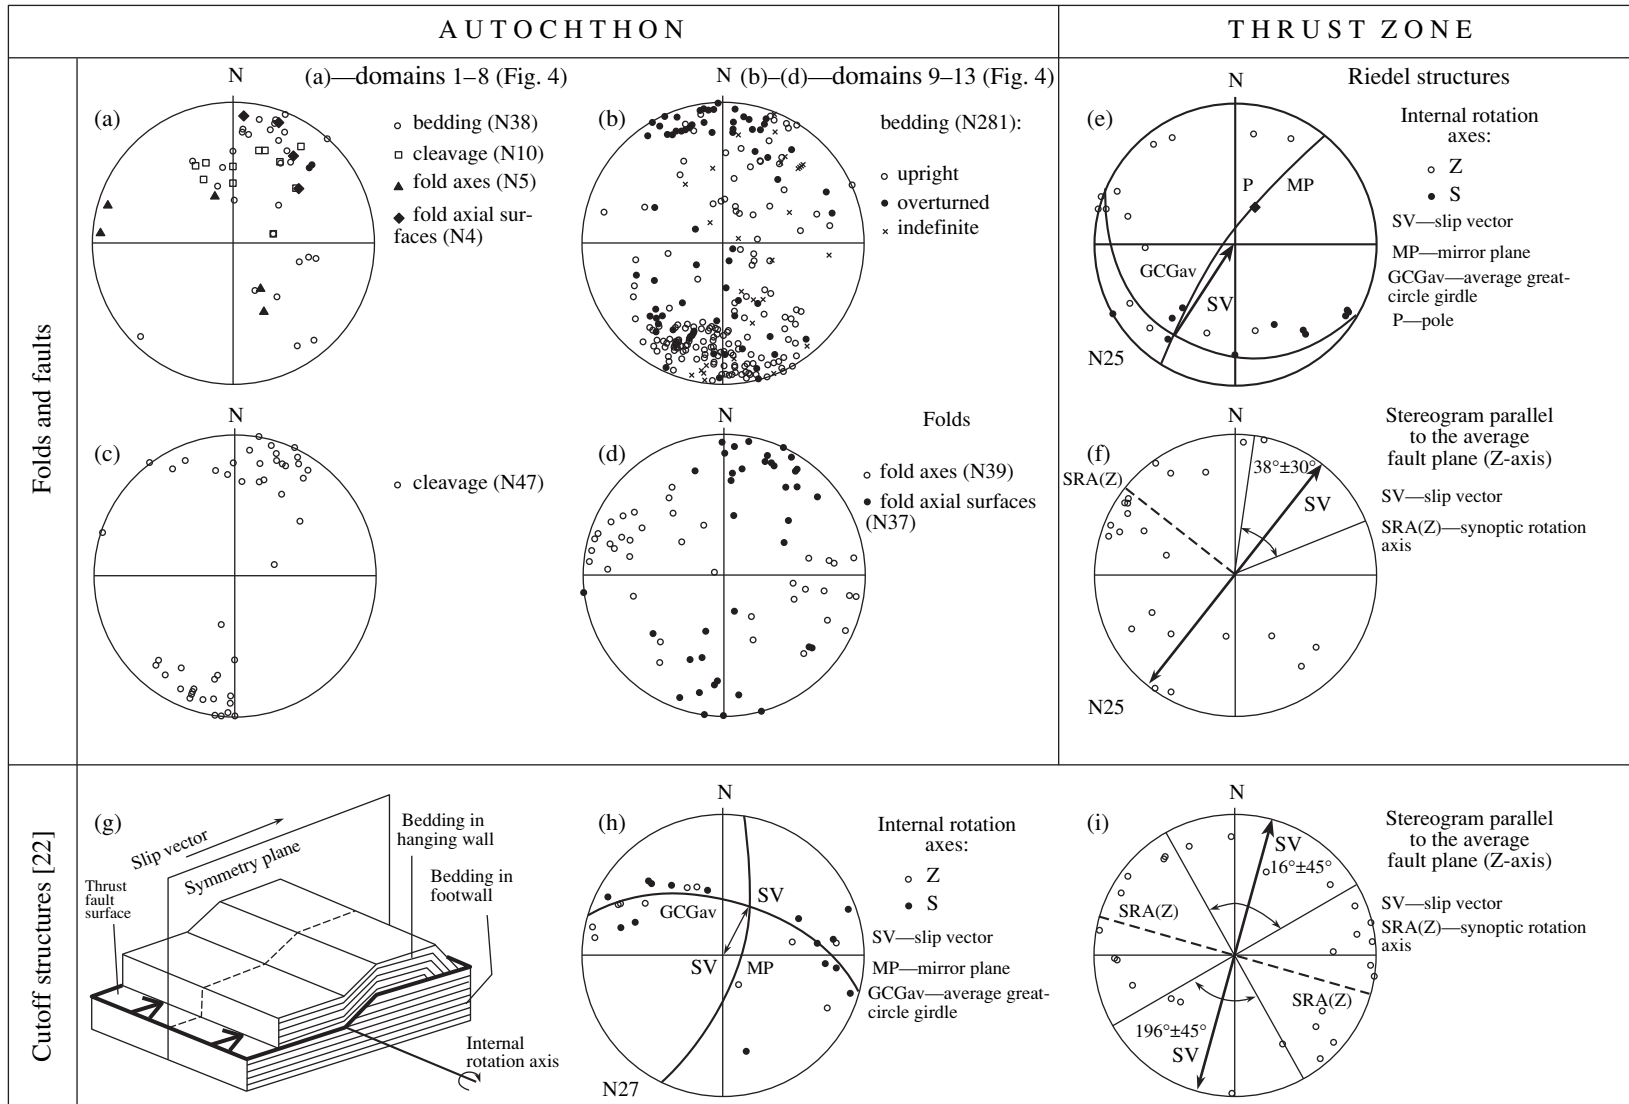 AUTOCHTHON
THRUST ZONE
Folds and faults
(a)—domains 1–8 (Fig. 4)
(b)–(d)—domains 9–13 (Fig. 4)
N
(a)
bedding (N38)
cleavage (N10)
fold axes (N5)
fold axial sur-
faces (N4)
N
(b)
bedding (N281):
upright
overturned
indefinite
N
(c)
cleavage (N47)
N
(d)
Folds
fold axes (N39)
fold axial surfaces
(N37)
Riedel structures
N
(e)
P
MP
GCGav
SV
N25
Internal rotation
axes:
Z
S
SV—slip vector
MP—mirror plane
GCGav—average great-
circle girdle
P—pole
N
(f)
SRA(Z)
38°±30°
SV
N25
Stereogram parallel
to the average
fault plane (Z-axis)
SV—slip vector
SRA(Z)—synoptic rotation
axis
Cutoff structures [22]
(g)
Slip vector
Symmetry plane
Thrust
fault
surface
Bedding in
hanging wall
Bedding in
footwall
Internal
rotation axis
N
(h)
GCGav
SV
SV
MP
N27
Internal rotation
axes:
Z
S
SV—slip vector
MP—mirror plane
GCGav—average great-
circle girdle
N
(i)
SV
16°±45°
SRA(Z)
SRA(Z)
196°±45°
SV
Stereogram parallel
to the average
fault plane (Z-axis)
SV—slip vector
SRA(Z)—synoptic rotation
axis